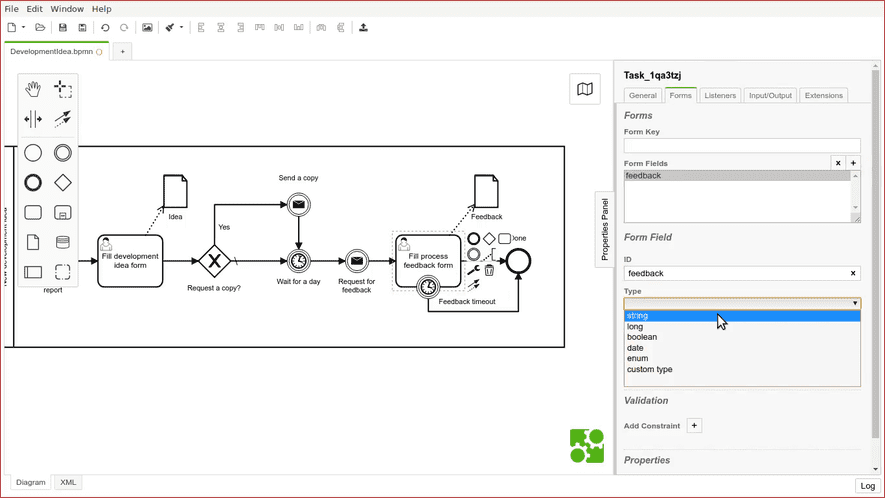 File Edit Window Help
DevelopmentIdea.bpmn
+
Task_1qa3tzj
General Forms Listeners Input/Output Extensions
Forms
Form Key
Form Fields x +
feedback
Form Field
ID
feedback x
Type
string
long
boolean
date
enum
custom type
Validation
Add Constraint +
Properties
Properties Panel
Send a copy
Idea
Yes
Feedback
Done
Fill development
idea form
Fill process
feedback form
report
Request a copy?
Wait for a day
Request for
feedback
Feedback timeout
Diagram XML
Log